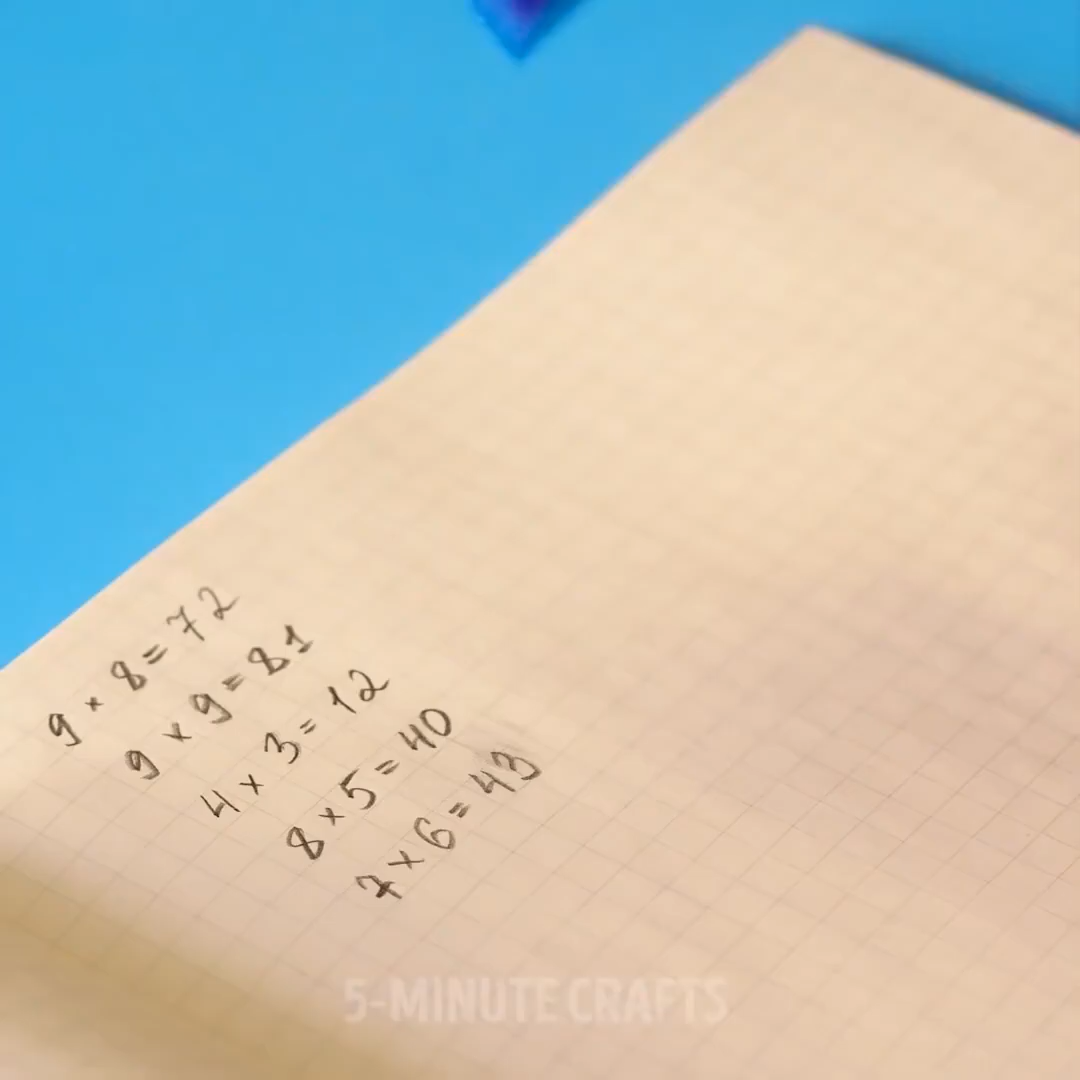 9 × 8 = 72
9 × 9 = 81
4 × 3 = 12
8 × 5 = 40
7 × 6 = 43
5-MINUTE CRAFTS